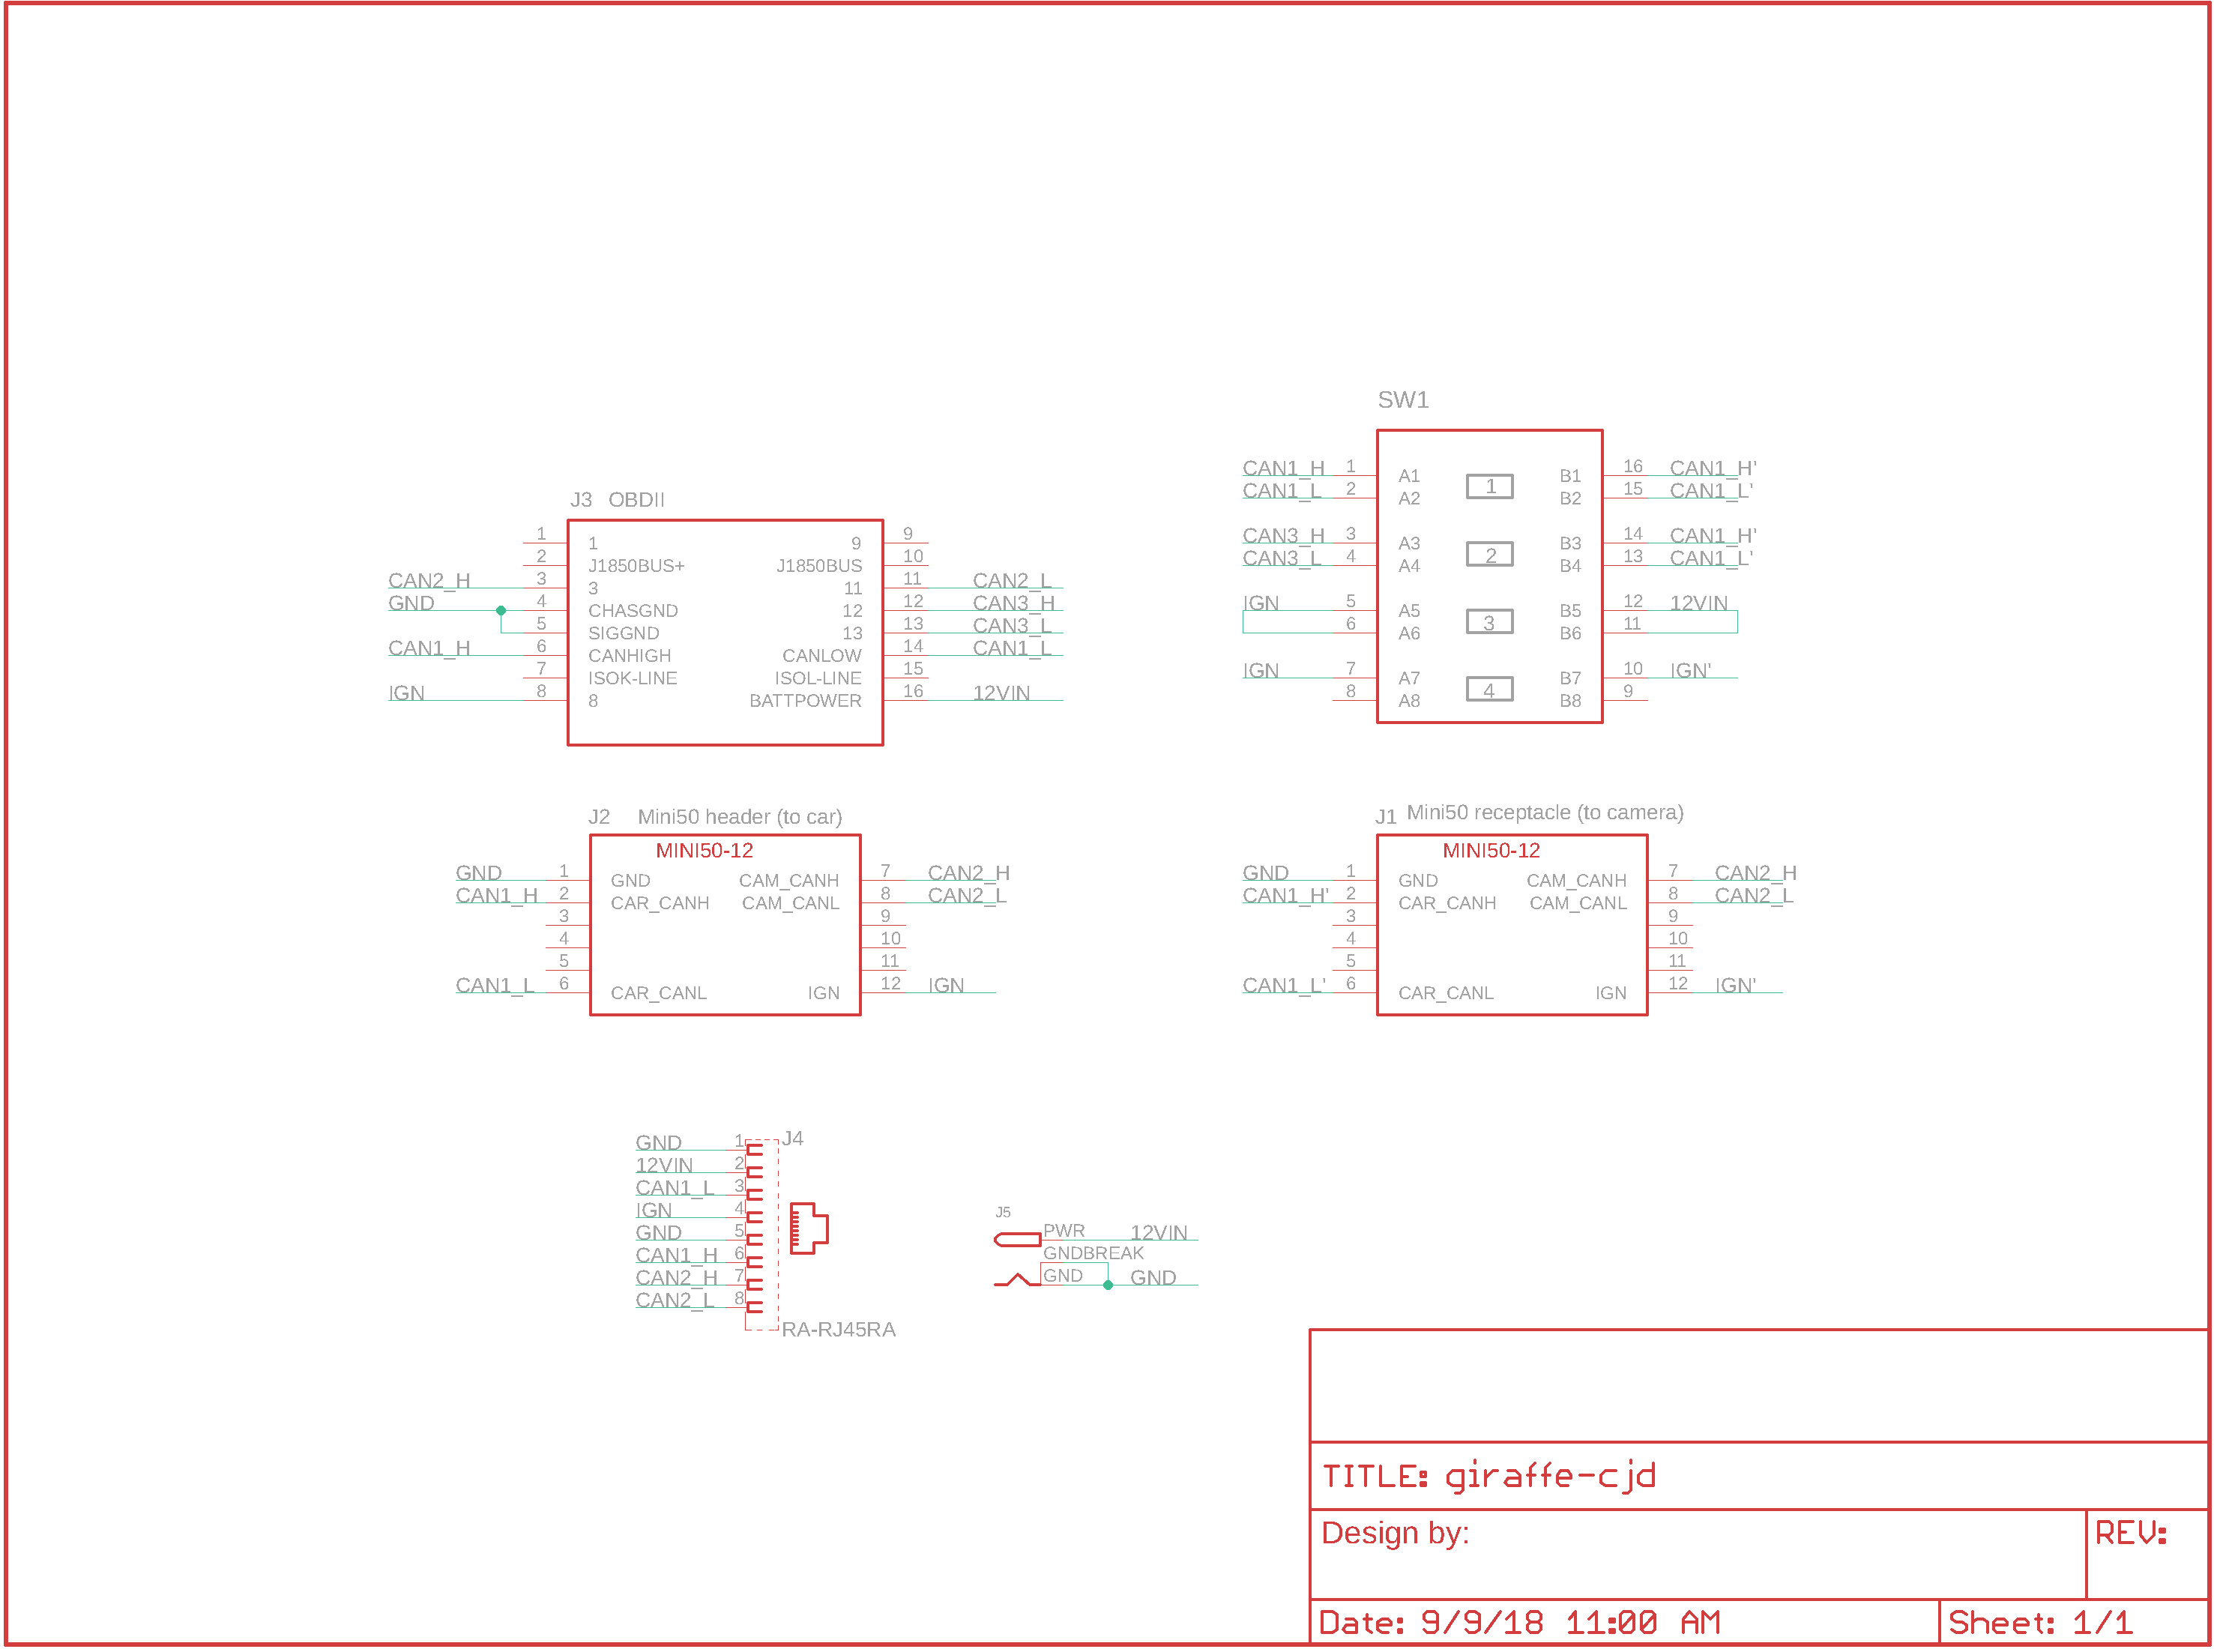 SW1
CAN1_H 1 A1 1 B1 16 CAN1_H'
CAN1_L 2 A2 B2 15 CAN1_L'
CAN3_H 3 A3 2 B3 14 CAN1_H'
CAN3_L 4 A4 B4 13 CAN1_L'
IGN 5 A5 3 B5 12 12VIN
6 A6 B6 11
IGN 7 A7 4 B7 10 IGN'
8 A8 B8 9
J3 OBDII
1 1 9 9
2 J1850BUS+ J1850BUS 10
CAN2_H 3 3 11 11 CAN2_L
GND 4 CHASGND 12 12 CAN3_H
5 SIGGND 13 13 CAN3_L
CAN1_H 6 CANHIGH CANLOW 14 CAN1_L
7 ISOK-LINE ISOL-LINE 15
IGN 8 8 BATTPOWER 16 12VIN
J2 Mini50 header (to car)
MINI50-12
GND 1 GND CAM_CANH 7 CAN2_H
CAN1_H 2 CAR_CANH CAM_CANL 8 CAN2_L
3 9
4 10
5 11
CAN1_L 6 CAR_CANL IGN 12 IGN
J1 Mini50 receptacle (to camera)
MINI50-12
GND 1 GND CAM_CANH 7 CAN2_H
CAN1_H' 2 CAR_CANH CAM_CANL 8 CAN2_L
3 9
4 10
5 11
CAN1_L' 6 CAR_CANL IGN 12 IGN'
J4
GND 1
12VIN 2
CAN1_L 3
IGN 4
GND 5
CAN1_H 6
CAN2_H 7
CAN2_L 8
RA-RJ45RA
J5
PWR 12VIN
GNDBREAK
GND GND
TITLE: giraffe-cjd
Design by:
REV:
Date: 9/9/18 11:00 AM
Sheet: 1/1